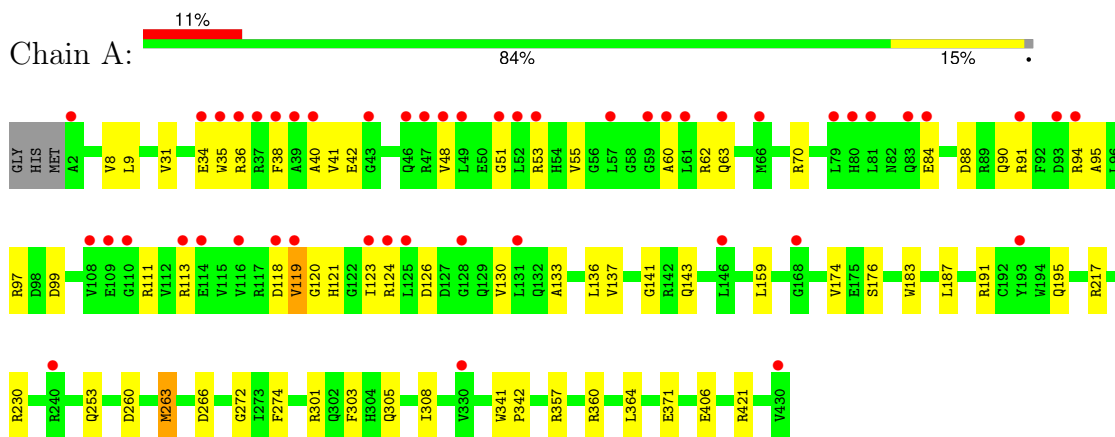 11%
Chain A:
84% 15% •
GLY HIS MET A2 V8 L9 V31 E34 W35 R36 R37 F38 A39 A40 V41 E42 G43 Q46 R47 V48 L49 E50 G51 L52 R53 H54 V55 G56 L57 G58 G59 A60 L61 R62 Q63 M66 R70 L79 H80 L81 N82 Q83 E84 D88 R89 Q90 R91 F92 D93 R94 A95 L96
R97 D98 D99 V108 E109 G110 R111 V112 R113 E114 V115 V116 R117 D118 V119 G120 H121 G122 I123 R124 L125 D126 D127 G128 Q129 V130 L131 Q132 A133 L136 V137 G141 R142 Q143 L146 L159 G168 V174 E175 S176 W183 L187 R191 C192 Y193 W194 Q195 R217
R230 R240 Q253 D260 M263 D266 G272 I273 F274 R301 Q302 F303 H304 Q305 I308 V330 W341 P342 R357 R360 L364 E371 E406 R421 V430